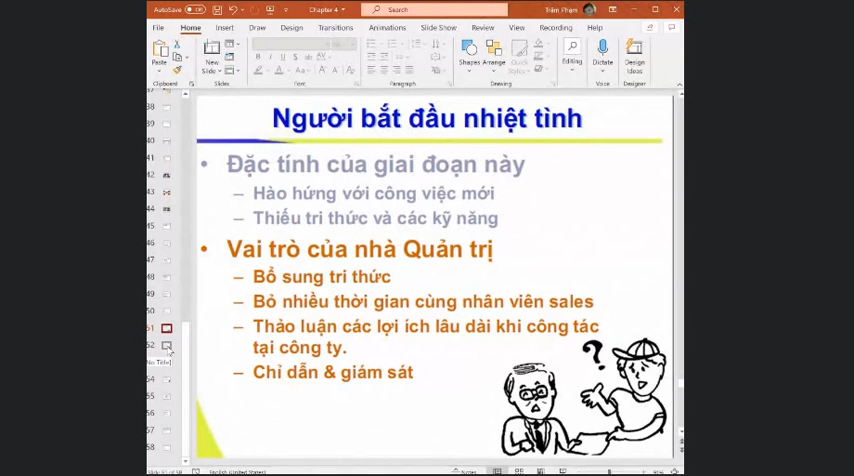 AutoSave Off
Chapter 4
Search
Trâm Phạm
File Home Insert Draw Design Transitions Animations Slide Show Review View Recording Help
Paste
New
Slide
Shapes Arrange Quick
Styles
Editing
Dictate
Design
Ideas
Clipboard Slides Font Paragraph Drawing Voice Designer
38
39
40
41
42
43
44
45
46
47
48
49
50
51
52
54
55
56
57
58
Người bắt đầu nhiệt tình
• Đặc tính của giai đoạn này
– Hào hứng với công việc mới
– Thiếu tri thức và các kỹ năng
• Vai trò của nhà Quản trị
– Bổ sung tri thức
– Bỏ nhiều thời gian cùng nhân viên sales
– Thảo luận các lợi ích lâu dài khi công tác
tại công ty.
– Chỉ dẫn & giám sát
?
Slide 51 of 58 English (United States) Notes